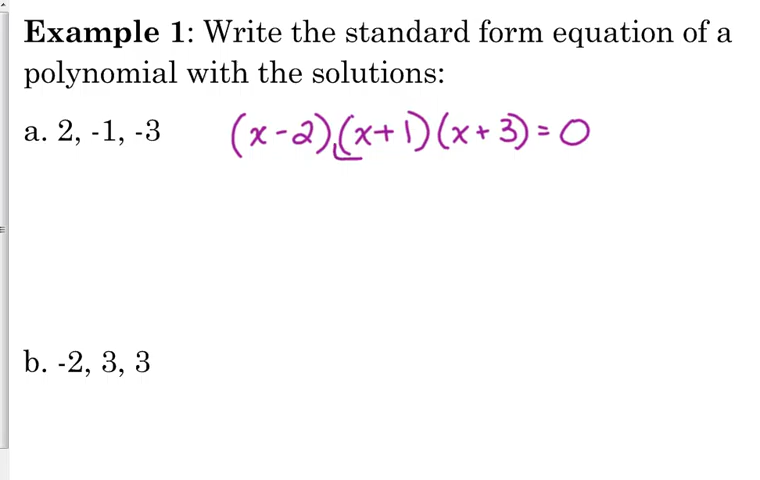 Example 1: Write the standard form equation of a
polynomial with the solutions:
a. 2, -1, -3 (x-2)(x+1)(x+3)=0
b. -2, 3, 3